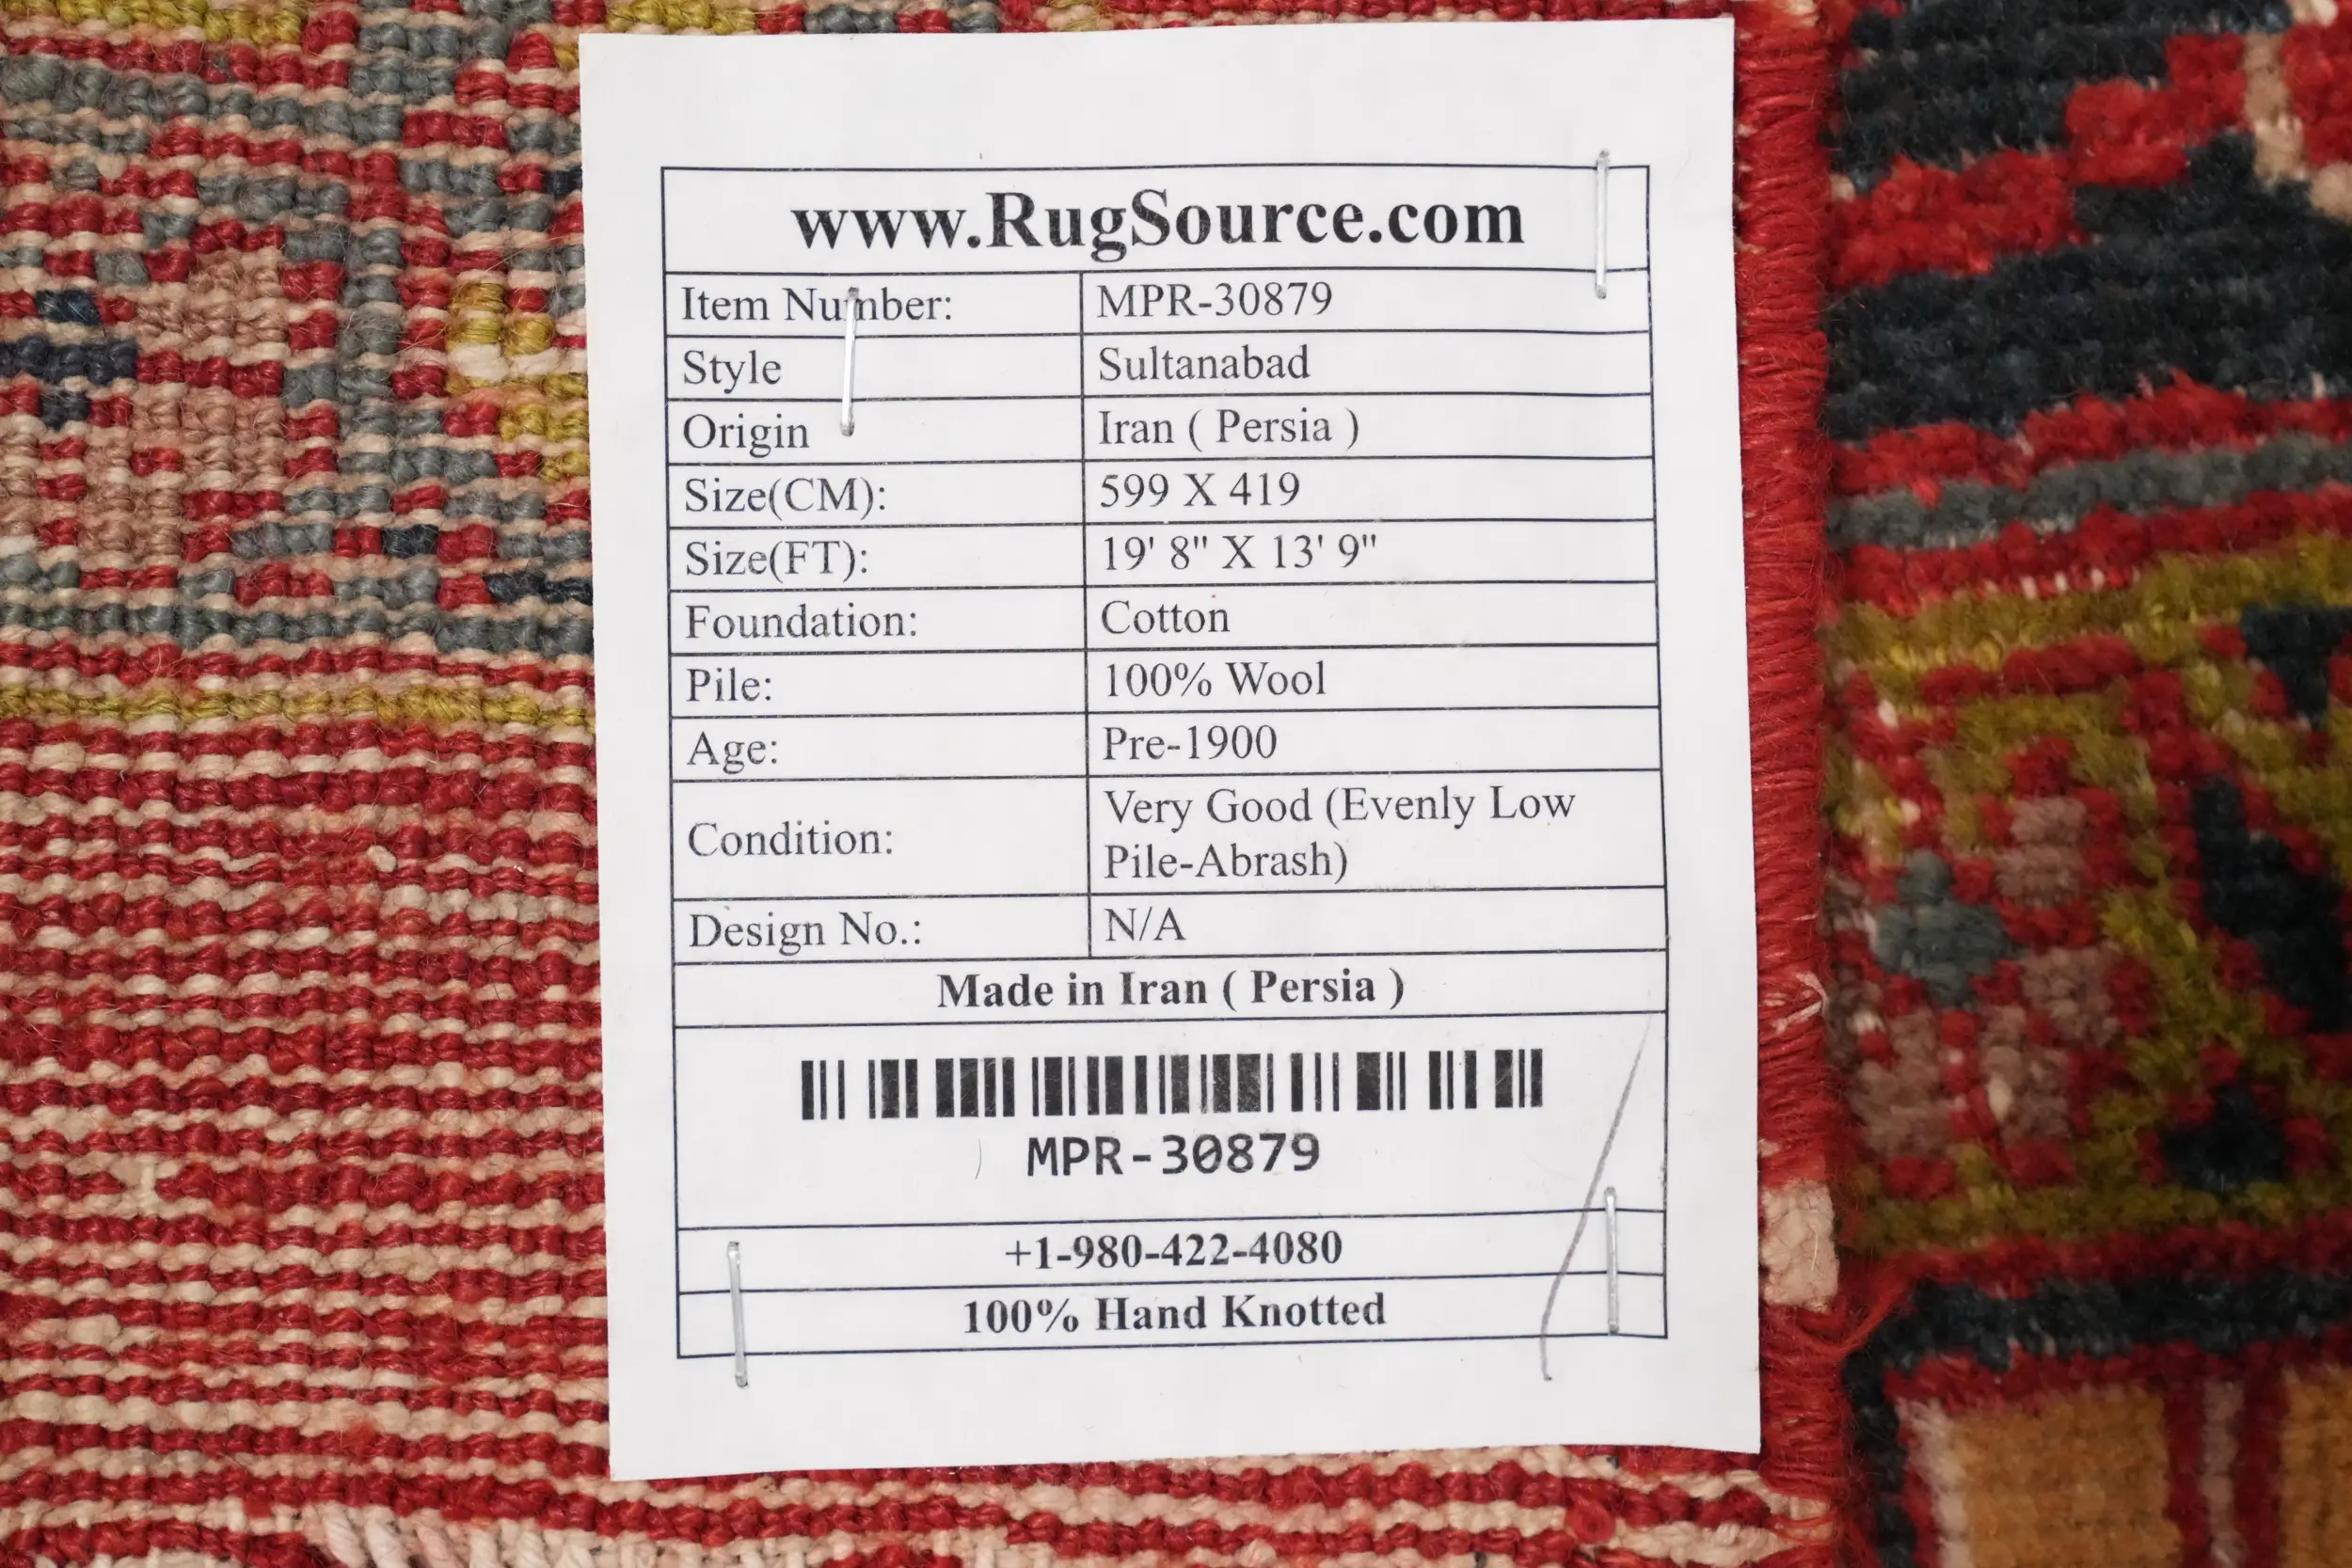 www.RugSource.com
Item Number: MPR-30879
Style Sultanabad
Origin Iran ( Persia )
Size(CM): 599 X 419
Size(FT): 19' 8" X 13' 9"
Foundation: Cotton
Pile: 100% Wool
Age: Pre-1900
Condition: Very Good (Evenly Low
Pile-Abrash)
Design No.: N/A
Made in Iran ( Persia )
MPR-30879
+1-980-422-4080
100% Hand Knotted